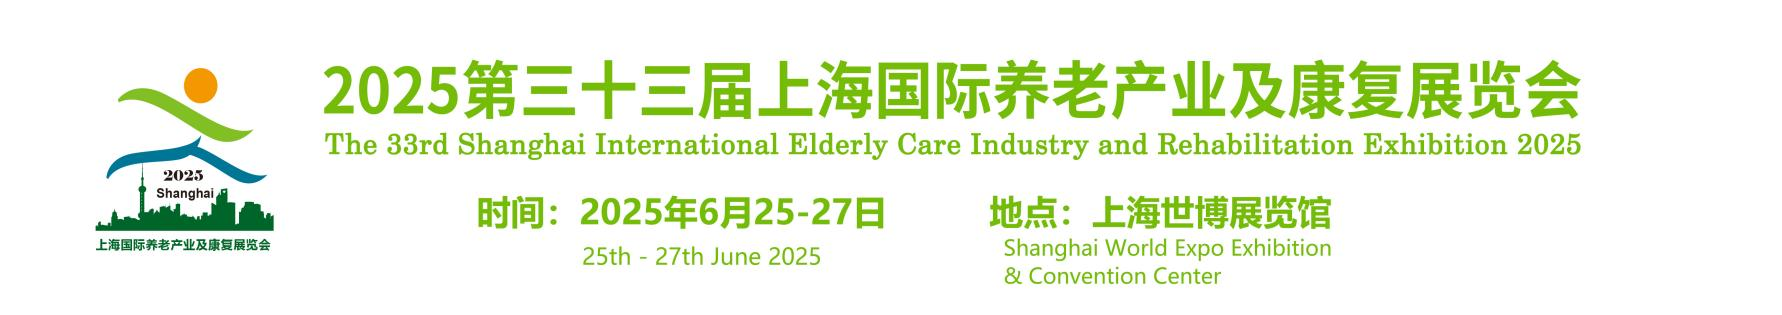 2025第三十三届上海国际养老产业及康复展览会
The 33rd Shanghai International Elderly Care Industry and Rehabilitation Exhibition 2025
2025
Shanghai
上海国际养老产业及康复展览会
时间：2025年6月25-27日
25th - 27th June 2025
地点：上海世博展览馆
Shanghai World Expo Exhibition
& Convention Center